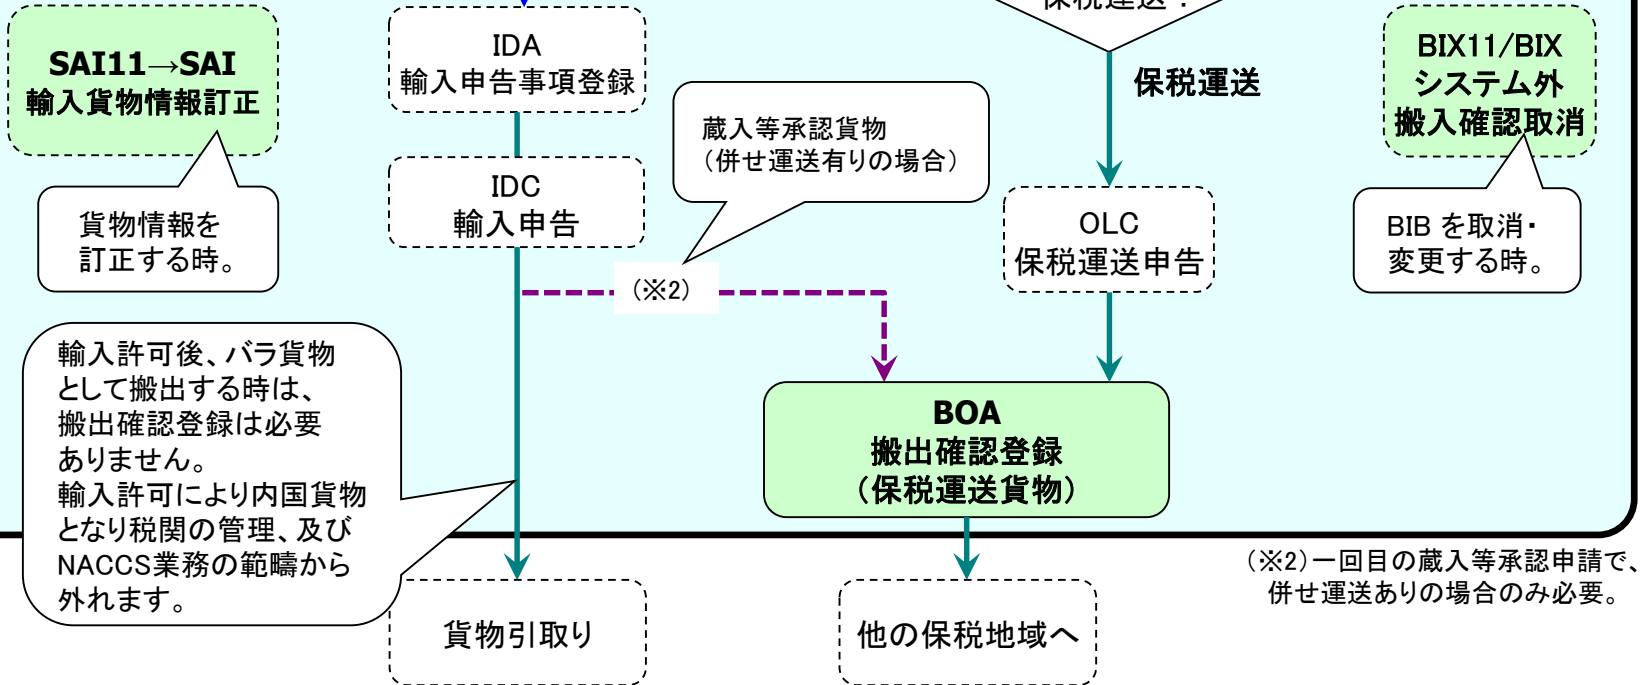 保税運送？
SAI11→SAI
輸入貨物情報訂正
貨物情報を
訂正する時。
IDA
輸入申告事項登録
IDC
輸入申告
蔵入等承認貨物
（併せ運送有りの場合）
（※2）
保税運送
OLC
保税運送申告
BIX11/BIX
システム外
搬入確認取消
BIB を取消・
変更する時。
輸入許可後、バラ貨物
として搬出する時は、
搬出確認登録は必要
ありません。
輸入許可により内国貨物
となり税関の管理、及び
NACCS業務の範疇から
外れます。
BOA
搬出確認登録
（保税運送貨物）
貨物引取り
他の保税地域へ
（※2）一回目の蔵入等承認申請で、
併せ運送ありの場合のみ必要。